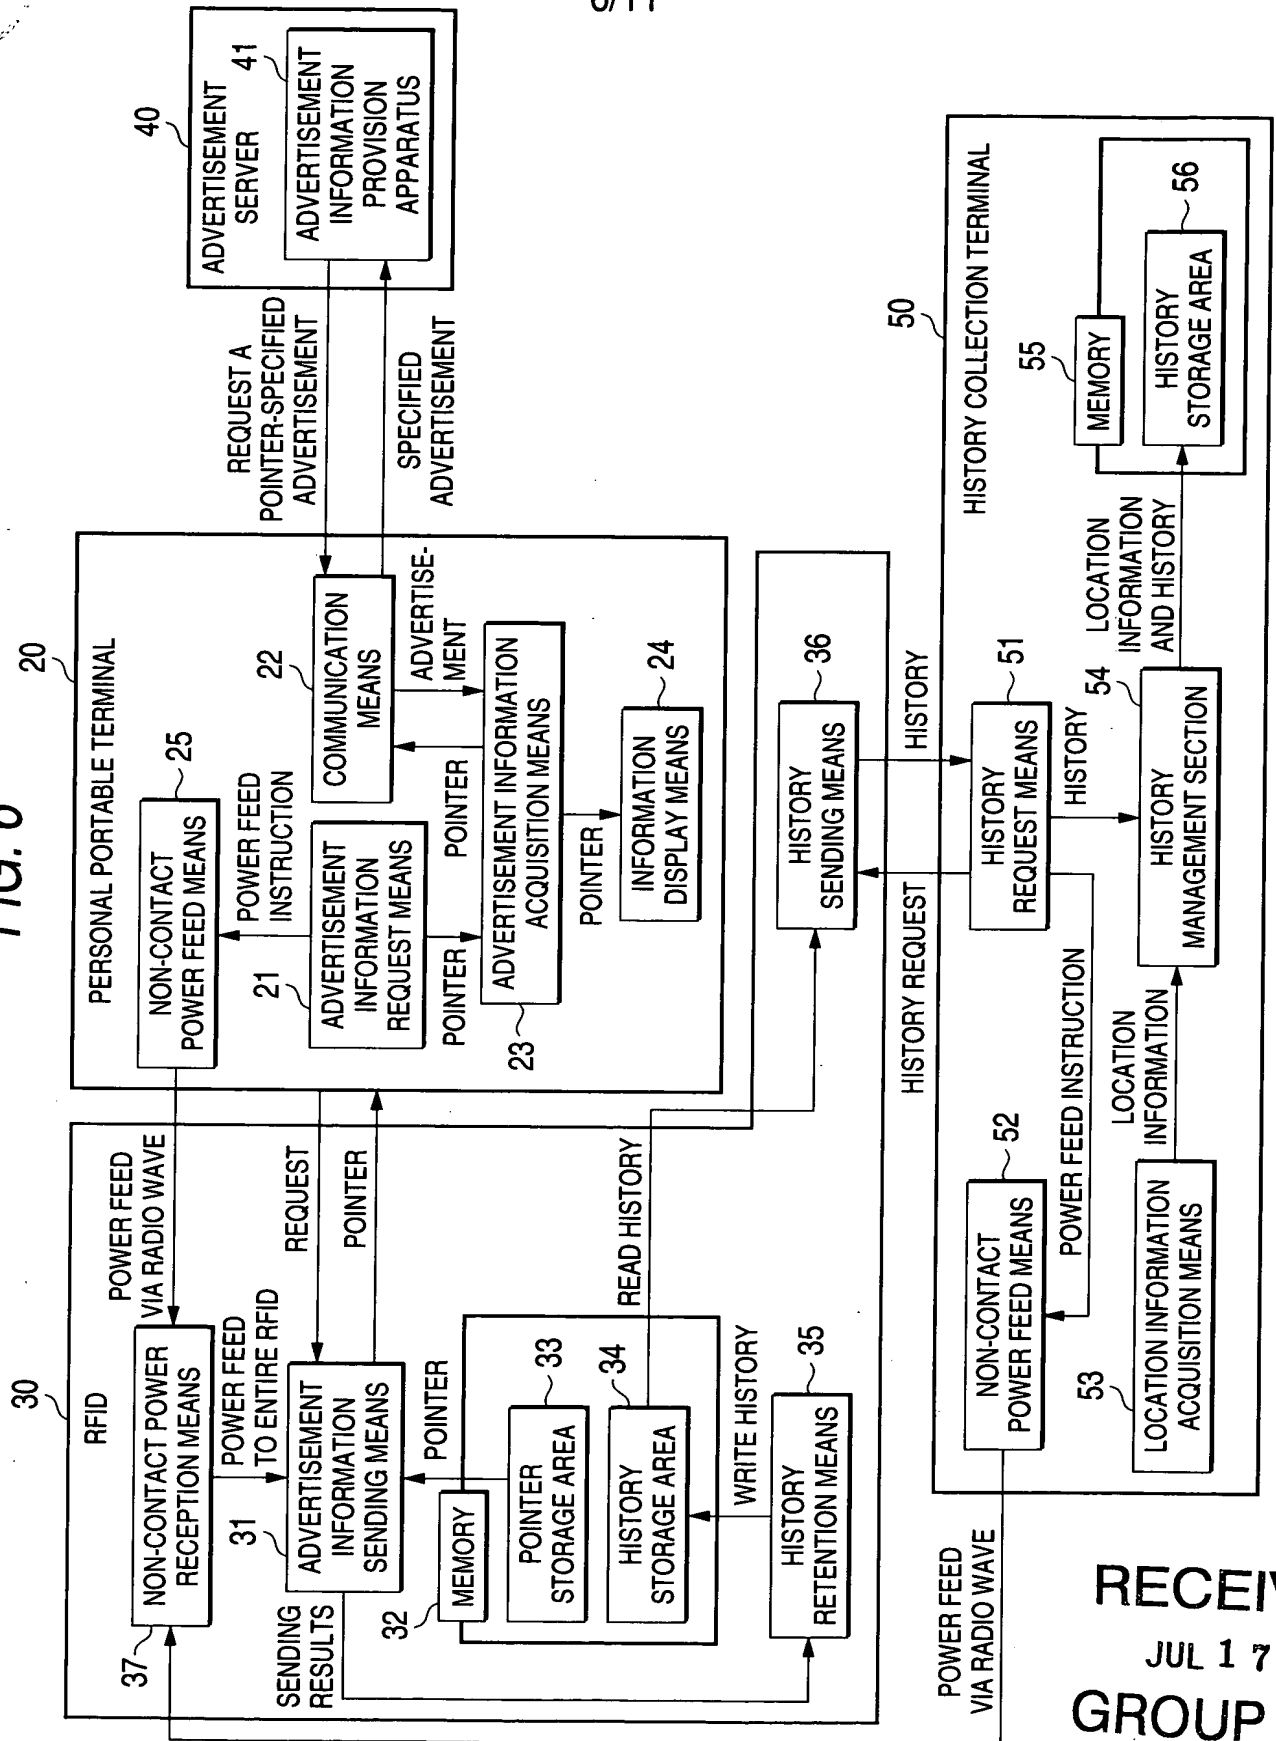 6/17
FIG. 6
40
ADVERTISEMENT
SERVER
41
ADVERTISEMENT
INFORMATION
PROVISION
APPARATUS
REQUEST A
POINTER-SPECIFIED
ADVERTISEMENT
SPECIFIED
ADVERTISEMENT
20
PERSONAL PORTABLE TERMINAL
25
NON-CONTACT
POWER FEED MEANS
POWER FEED
INSTRUCTION
22
COMMUNICATION
MEANS
21
ADVERTISEMENT
INFORMATION
REQUEST MEANS
POINTER
POINTER
ADVERTISE-
MENT
23
ADVERTISEMENT INFORMATION
ACQUISITION MEANS
POINTER
24
INFORMATION
DISPLAY MEANS
30
RFID
POWER FEED
VIA RADIO WAVE
37
NON-CONTACT POWER
RECEPTION MEANS
POWER FEED
TO ENTIRE RFID
REQUEST
POINTER
31
ADVERTISEMENT
INFORMATION
SENDING MEANS
SENDING
RESULTS
POINTER
32
MEMORY
33
POINTER
STORAGE AREA
34
HISTORY
STORAGE AREA
READ HISTORY
WRITE HISTORY
35
HISTORY
RETENTION MEANS
36
HISTORY
SENDING MEANS
HISTORY REQUEST
HISTORY
50
HISTORY COLLECTION TERMINAL
POWER FEED
VIA RADIO WAVE
52
NON-CONTACT
POWER FEED MEANS
POWER FEED INSTRUCTION
51
HISTORY
REQUEST MEANS
HISTORY
53
LOCATION INFORMATION
ACQUISITION MEANS
LOCATION
INFORMATION
54
HISTORY
MANAGEMENT SECTION
LOCATION
INFORMATION
AND HISTORY
55
MEMORY
56
HISTORY
STORAGE AREA
JUL 17
GROUP